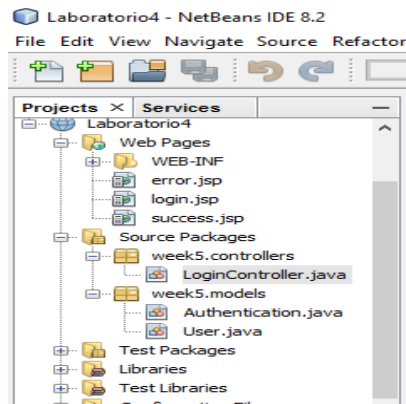 Laboratorio4 - NetBeans IDE 8.2
File Edit View Navigate Source Refactor
Projects × Services
Laboratorio4
Web Pages
WEB-INF
error.jsp
login.jsp
success.jsp
Source Packages
week5.controllers
LoginController.java
week5.models
Authentication.java
User.java
Test Packages
Libraries
Test Libraries